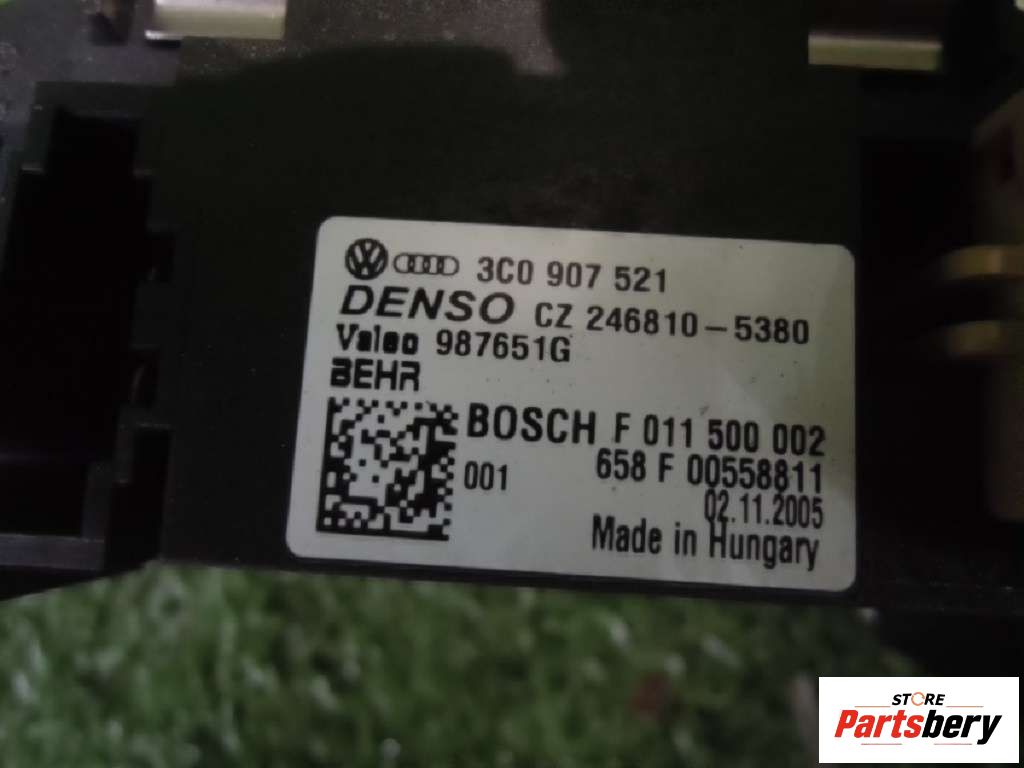 3C0 907 521
DENSO CZ 246810-5380
Valeo 987651G
BEHR
BOSCH F 011 500 002
001 658 F 00558811
02.11.2005
Made in Hungary
STORE
Partsbery